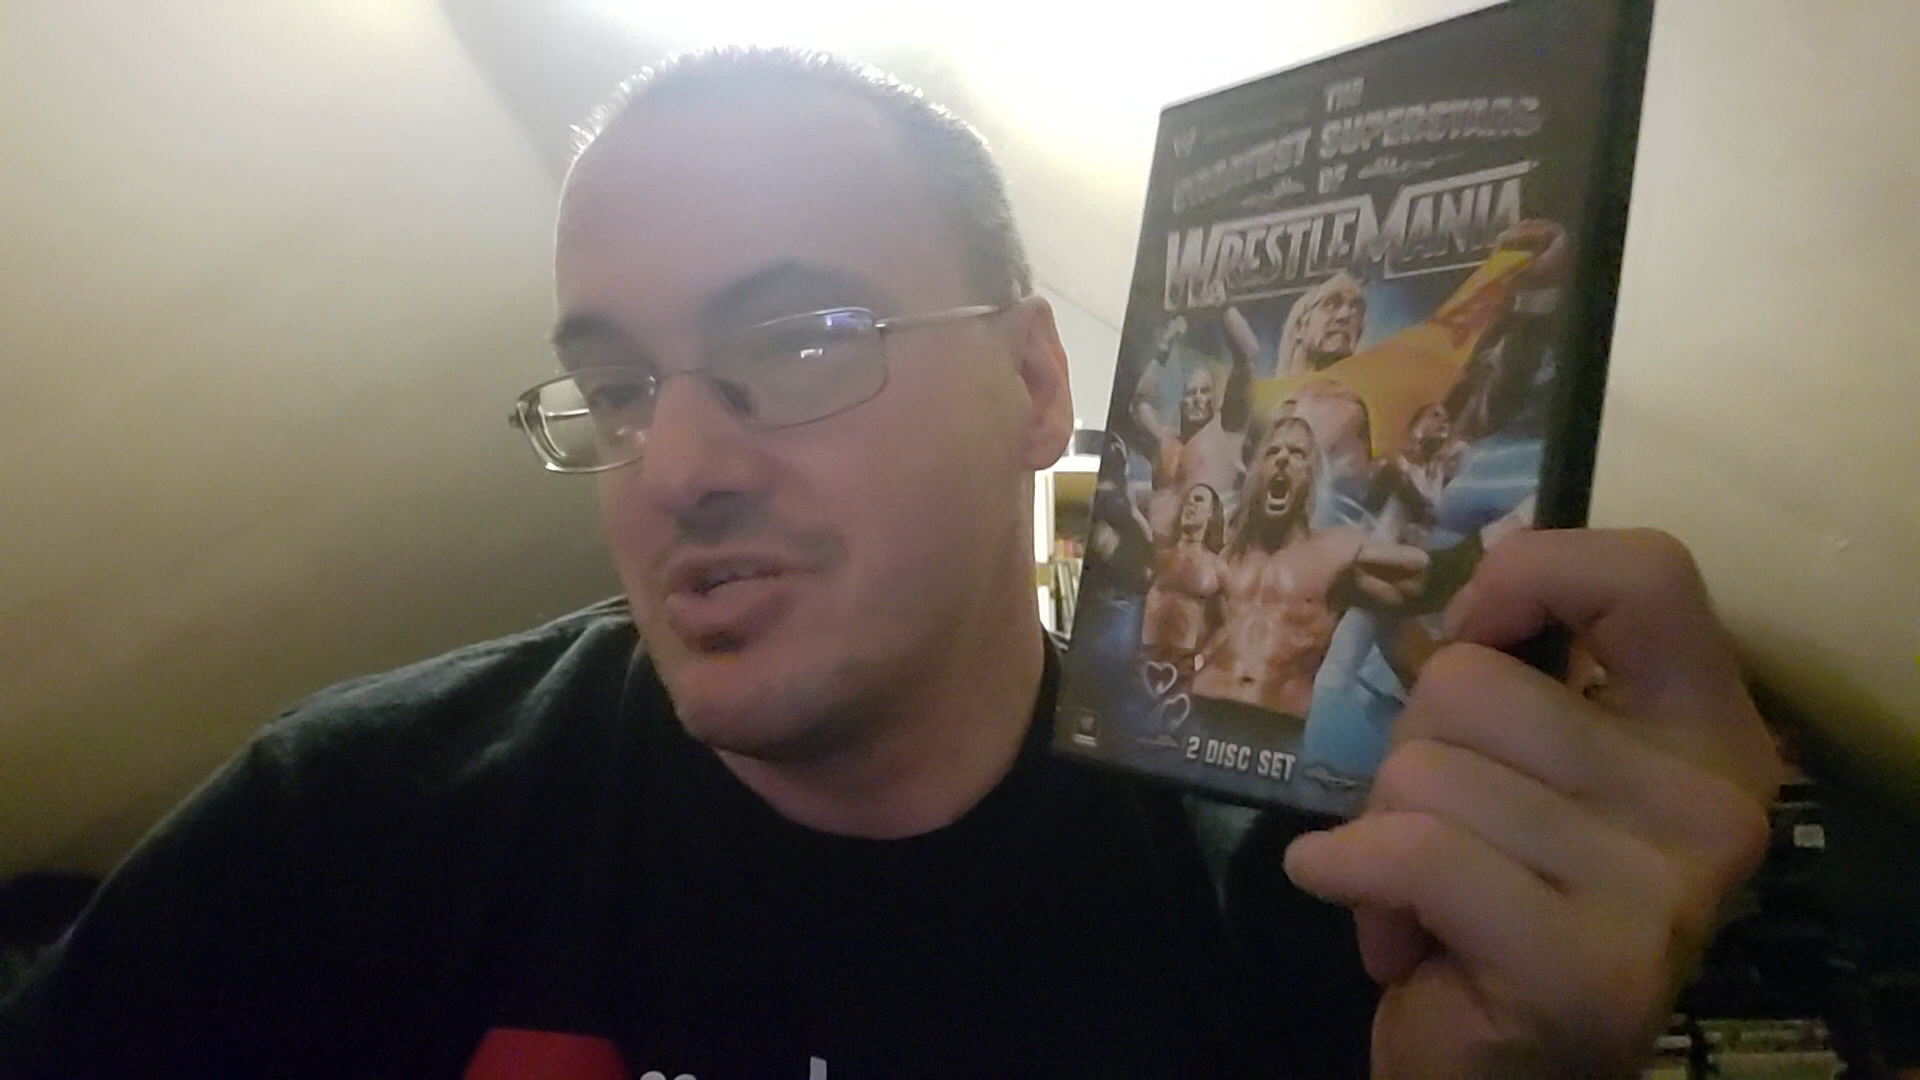 THE
GREATEST SUPERSTARS
OF
WRESTLEMANIA
2 DISC SET